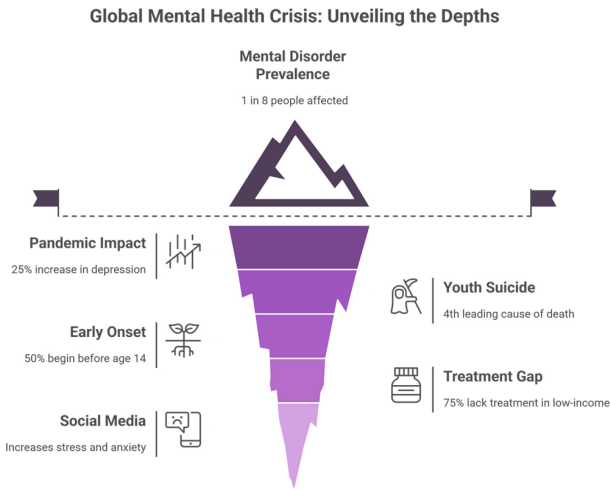 Global Mental Health Crisis: Unveiling the Depths
Mental Disorder
Prevalence
1 in 8 people affected
Pandemic Impact
25% increase in depression
Youth Suicide
4th leading cause of death
Early Onset
50% begin before age 14
Treatment Gap
75% lack treatment in low-income
Social Media
Increases stress and anxiety